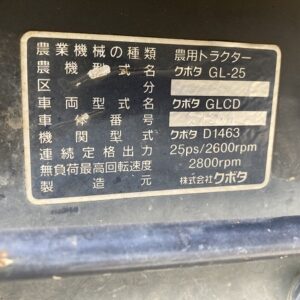 農業機械の種類 農用トラクター
農機型式名 クボタ GL-25
区分
車両型式名 クボタ GLCD
車体番号
機関型式 クボタ D1463
連続定格出力 25ps/2600rpm
無負荷最高回転速度 2800rpm
製造元 株式会社クボタ